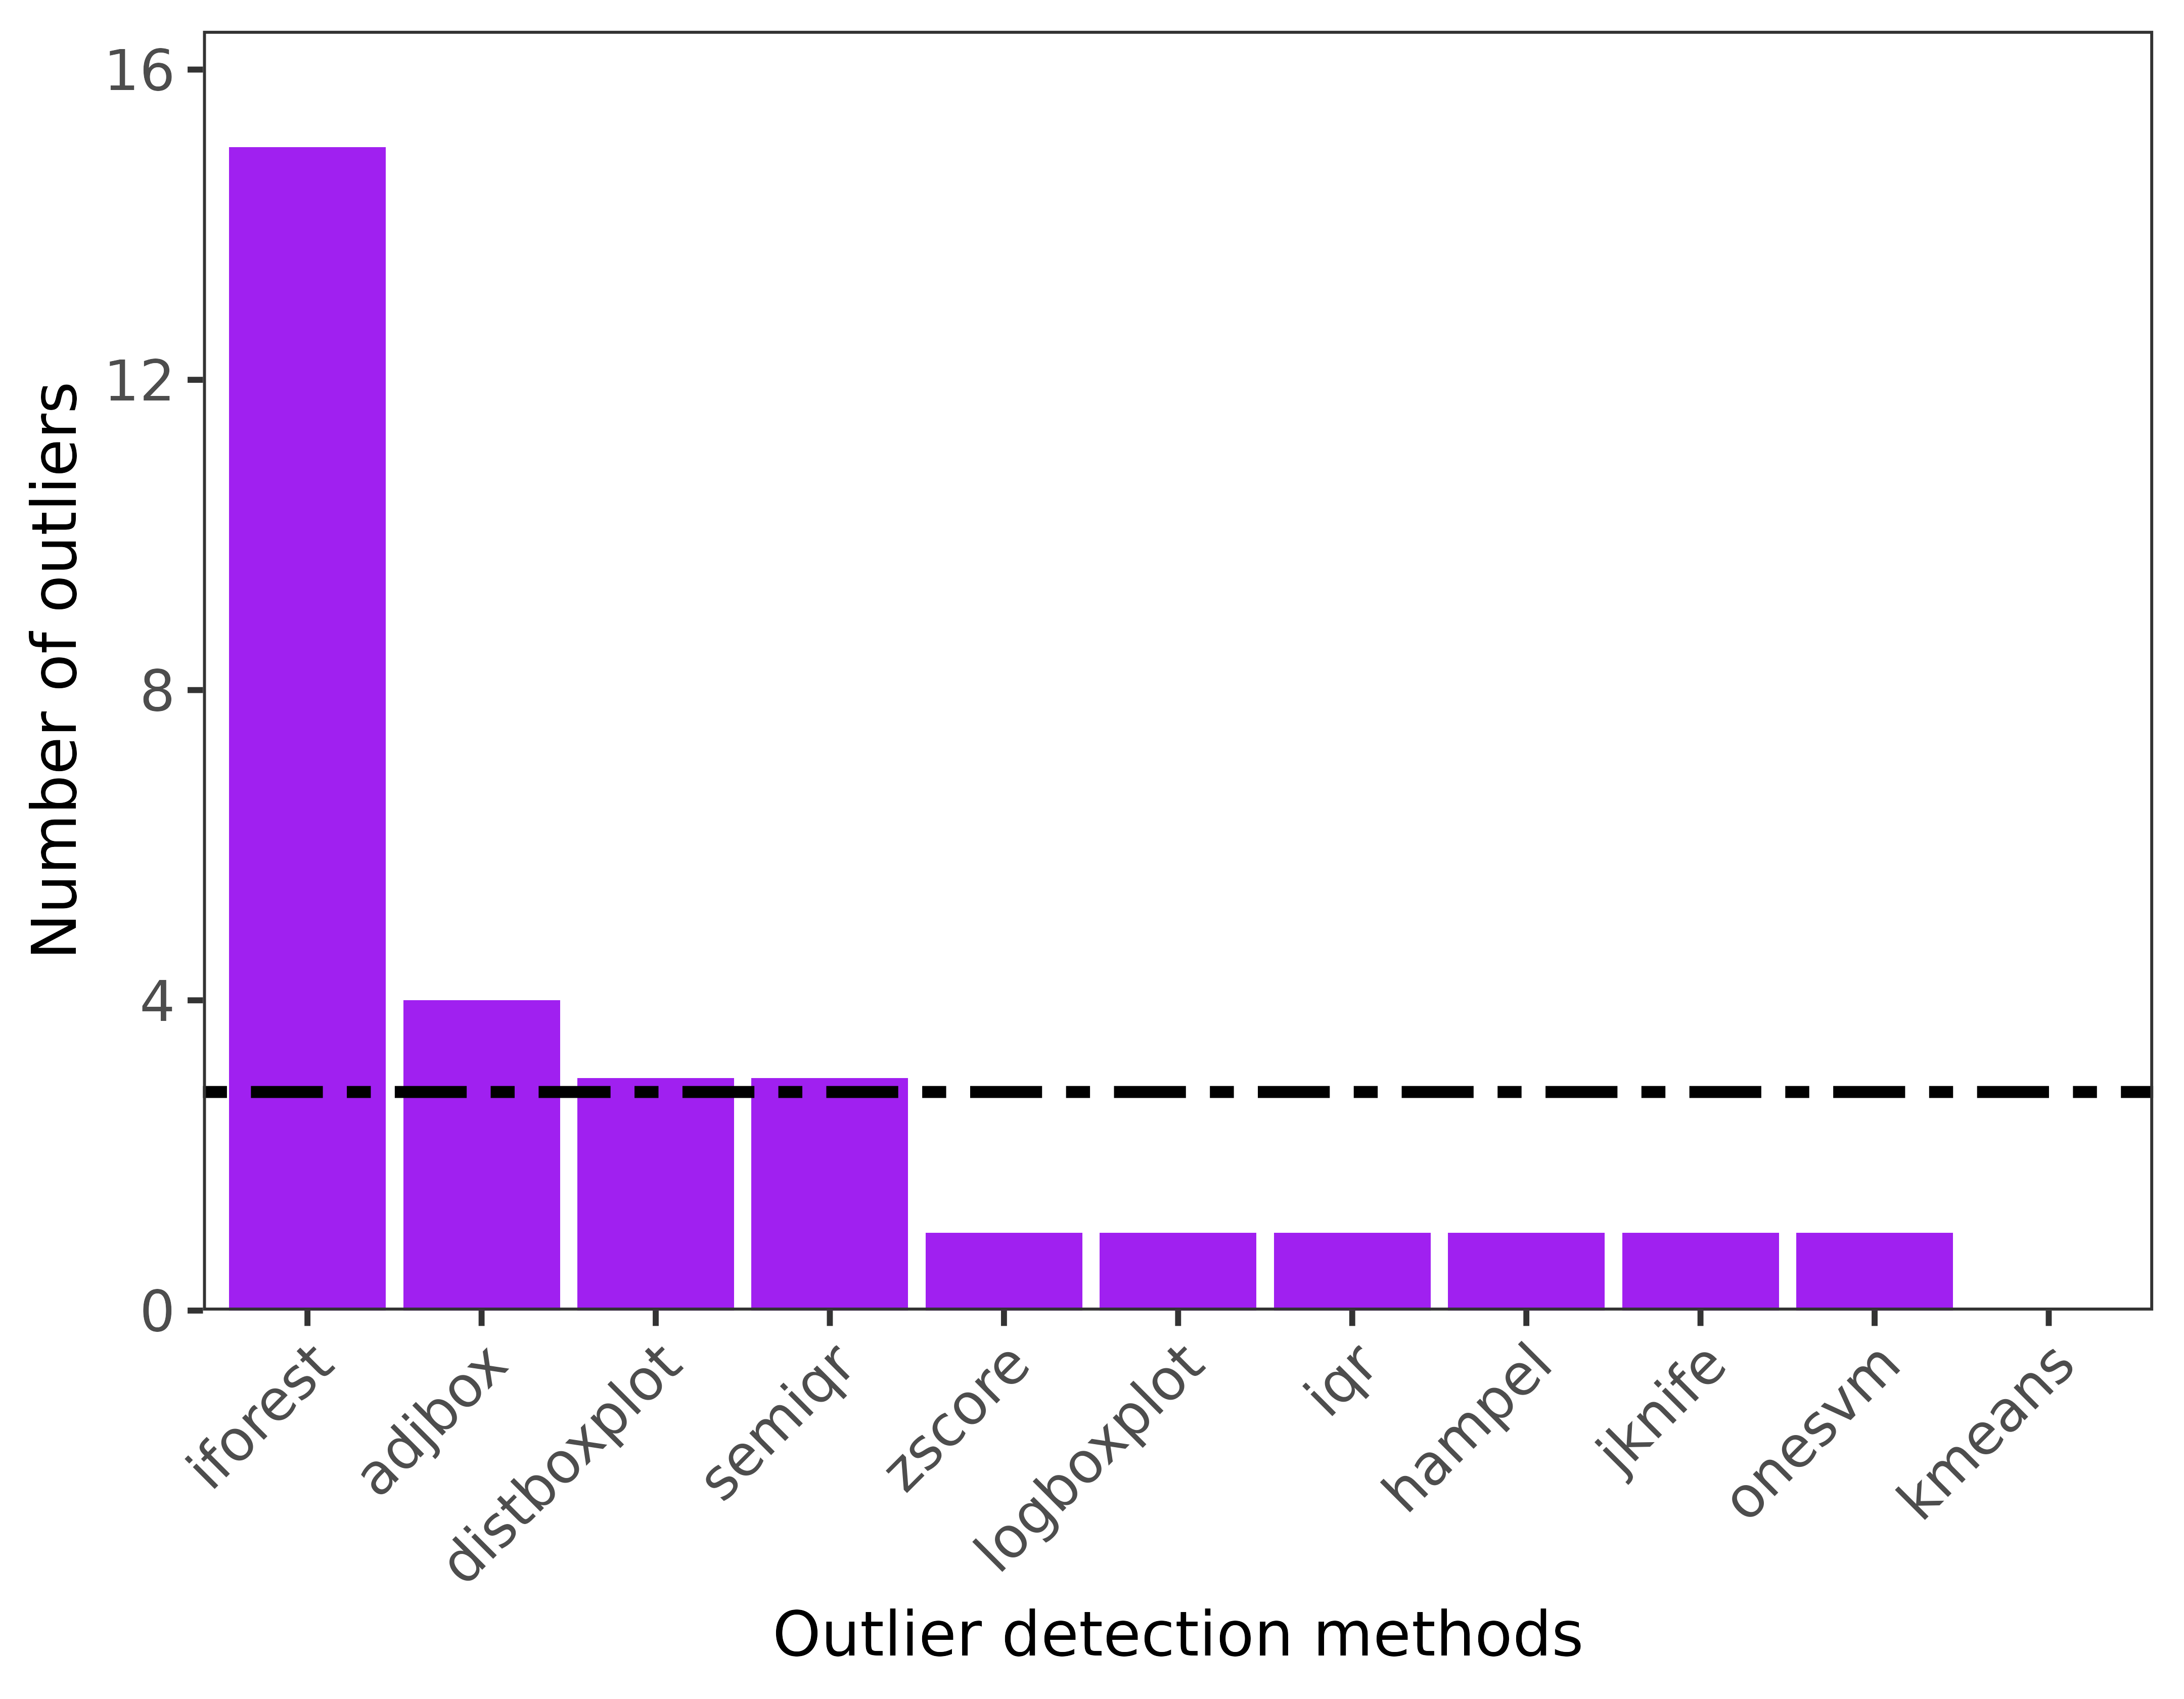 Number of outliers
16
12
8
4
0
iforest
adjbox
distboxplot
semiqr
zscore
logboxplot
iqr
hampel
jknife
onesvm
kmeans
Outlier detection methods